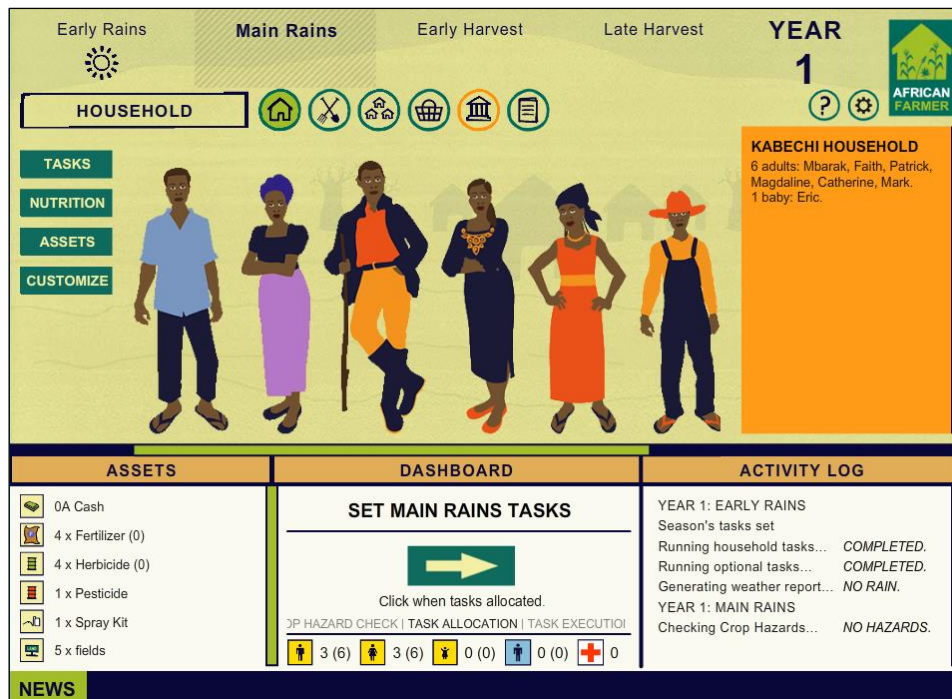 Early Rains
Main Rains
Early Harvest
Late Harvest
YEAR
1
AFRICAN
FARMER
HOUSEHOLD
?
TASKS
NUTRITION
ASSETS
CUSTOMIZE
KABECHI HOUSEHOLD
6 adults: Mbarak, Faith, Patrick,
Magdaline, Catherine, Mark.
1 baby: Eric.
ASSETS
0A Cash
4 x Fertilizer (0)
4 x Herbicide (0)
1 x Pesticide
1 x Spray Kit
5 x fields
DASHBOARD
SET MAIN RAINS TASKS
Click when tasks allocated.
OP HAZARD CHECK | TASK ALLOCATION | TASK EXECUTIO
3 (6) 3 (6) 0 (0) 0 (0) 0
ACTIVITY LOG
YEAR 1: EARLY RAINS
Season's tasks set
Running household tasks... COMPLETED.
Running optional tasks... COMPLETED.
Generating weather report... NO RAIN.
YEAR 1: MAIN RAINS
Checking Crop Hazards... NO HAZARDS.
NEWS